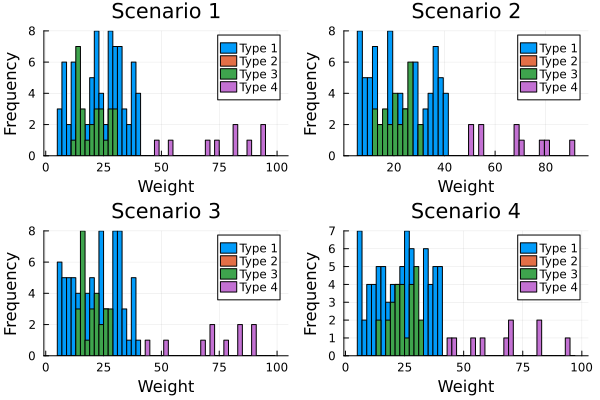 Scenario 1
Frequency
8
6
4
2
0
0
25
50
75
100
Weight
Type 1
Type 2
Type 3
Type 4
Scenario 2
Frequency
8
6
4
2
0
20
40
60
80
Weight
Type 1
Type 2
Type 3
Type 4
Scenario 3
Frequency
8
6
4
2
0
0
25
50
75
100
Weight
Type 1
Type 2
Type 3
Type 4
Scenario 4
Frequency
7
6
5
4
3
2
1
0
0
25
50
75
100
Weight
Type 1
Type 2
Type 3
Type 4